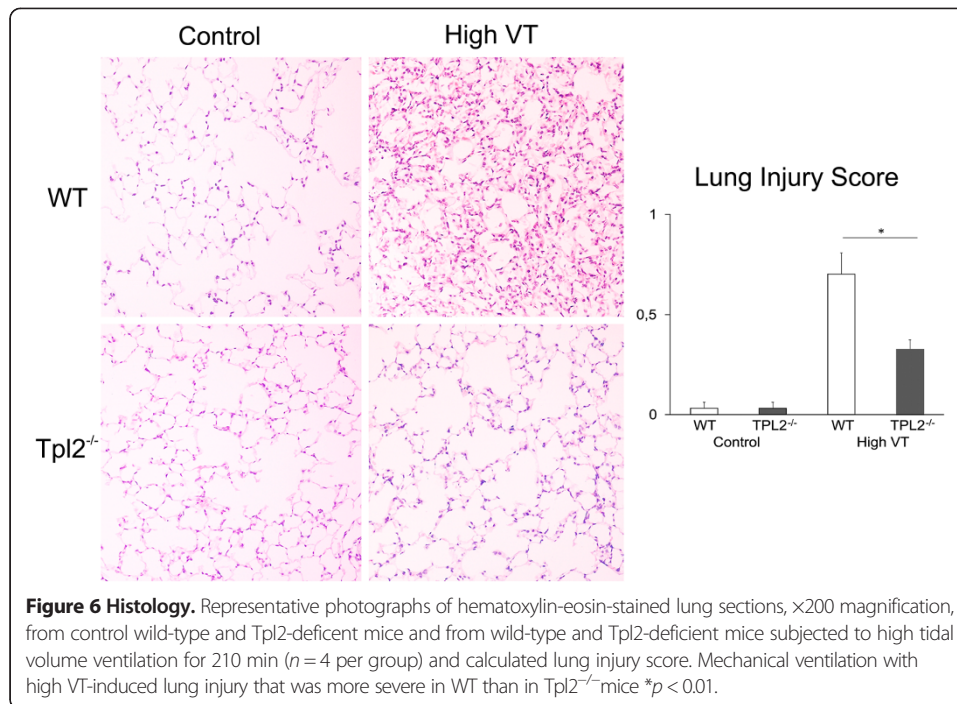 Control
High VT
WT
Tpl2-/-
Lung Injury Score
1
*
0,5
0
WT TPL2-/- WT TPL2-/-
Control High VT
Figure 6 Histology. Representative photographs of hematoxylin-eosin-stained lung sections, ×200 magnification,
from control wild-type and Tpl2-deficent mice and from wild-type and Tpl2-deficient mice subjected to high tidal
volume ventilation for 210 min (n = 4 per group) and calculated lung injury score. Mechanical ventilation with
high VT-induced lung injury that was more severe in WT than in Tpl2−/− mice *p < 0.01.